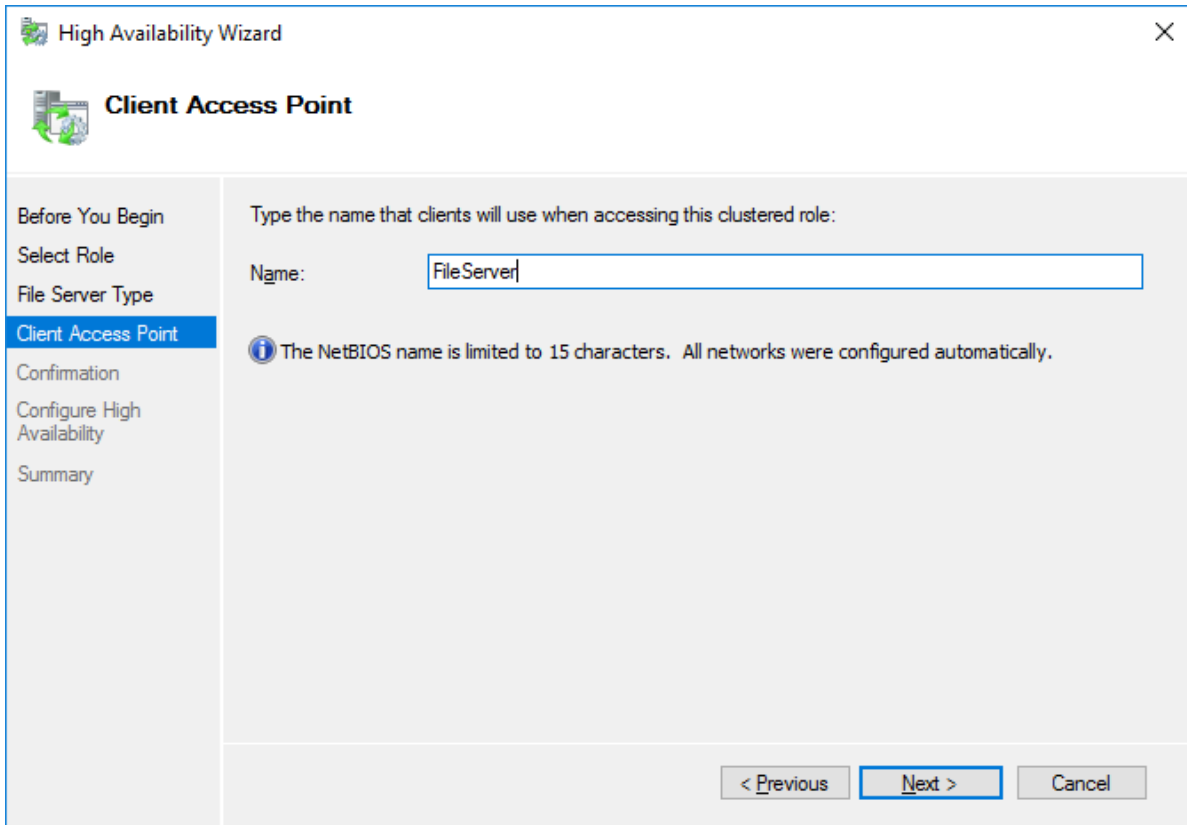 High Availability Wizard
Client Access Point
Before You Begin
Select Role
File Server Type
Client Access Point
Confirmation
Configure High
Availability
Summary
Type the name that clients will use when accessing this clustered role:
Name: FileServer
The NetBIOS name is limited to 15 characters. All networks were configured automatically.
< Previous Next > Cancel